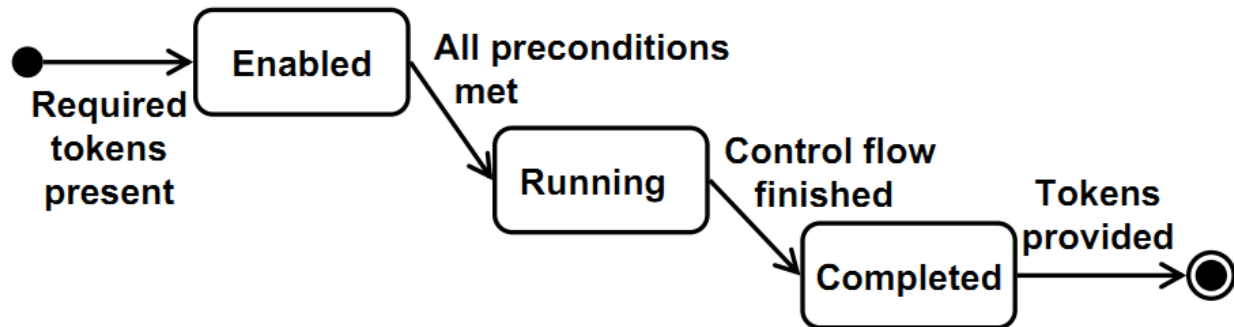 Enabled
All preconditions
met
Required
tokens
present
Running
Control flow
finished
Completed
Tokens
provided